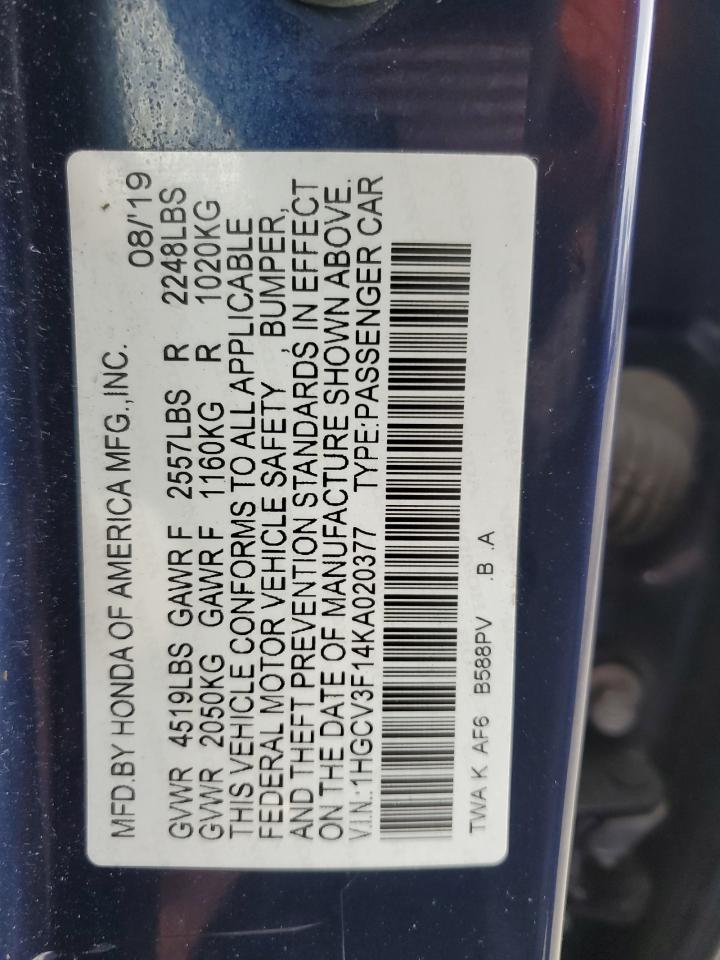 MFD.BY HONDA OF AMERICA MFG.,INC. 08/'19
GVWR 4519LBS GAWR F 2557LBS R 2248LBS
GVWR 2050KG GAWR F 1160KG R 1020KG
THIS VEHICLE CONFORMS TO ALL APPLICABLE
FEDERAL MOTOR VEHICLE SAFETY , BUMPER,
AND THEFT PREVENTION STANDARDS IN EFFECT
ON THE DATE OF MANUFACTURE SHOWN ABOVE.
V.I.N.:1HGCV3F14KA020377 TYPE:PASSENGER CAR
TWA K AF6 B588PV .B .A